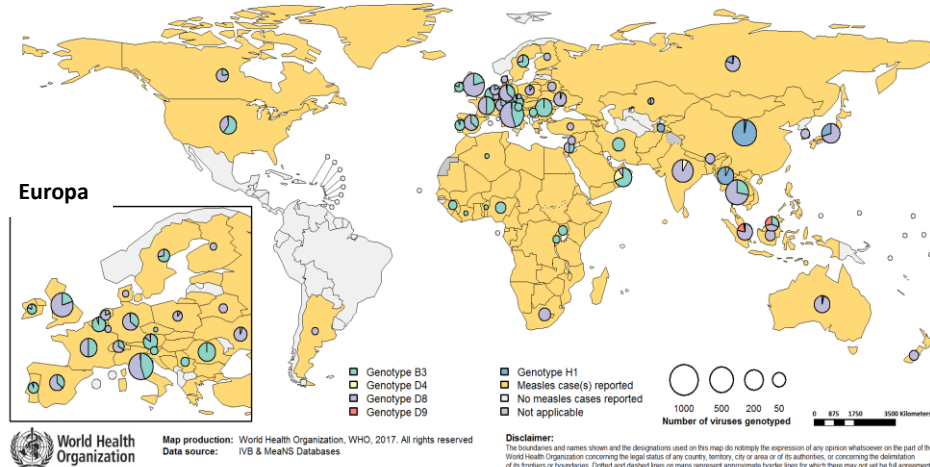 Europa
Genotype B3
Genotype D4
Genotype D8
Genotype D9
Genotype H1
Measles case(s) reported
No measles cases reported
Not applicable
1000 500 200 50
Number of viruses genotyped
0 875 1750 3500 Kilometers
World Health
Organization
Map production: World Health Organization, WHO, 2017. All rights reserved
Data source: IVB & MeaNS Databases
Disclaimer:
The boundaries and names shown and the designations used on this map do notimply the expression of any opinion whatsoever on the part of the
World Health Organization concerning the legal status of any country, territory, city or area or of its authorities, or concerning the delimitation
of its frontiers or boundaries. Dotted and dashed lines on maps represent approximate border lines for which there may not yet be full agreement.